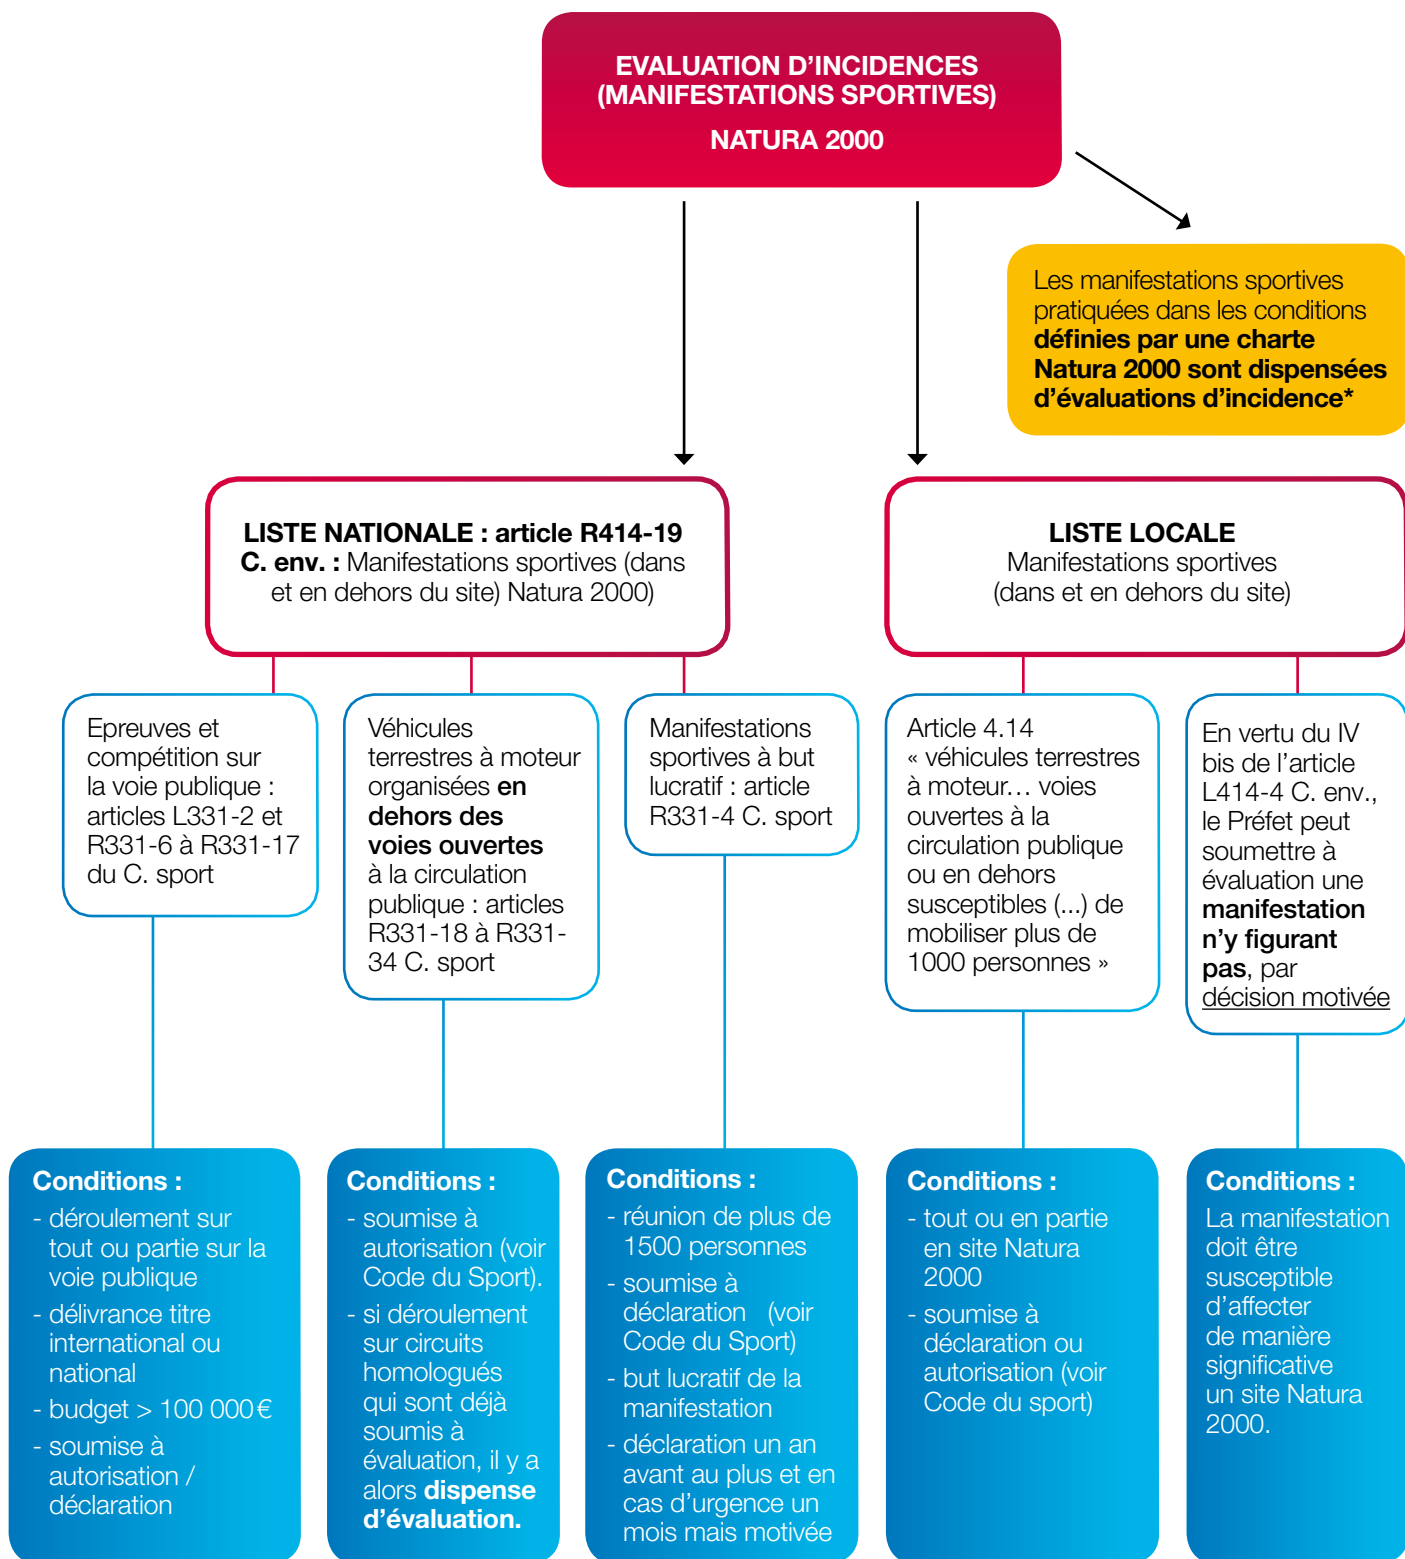 EVALUATION D'INCIDENCES
(MANIFESTATIONS SPORTIVES)
NATURA 2000
Les manifestations sportives
pratiquées dans les conditions
définies par une charte
Natura 2000 sont dispensées
d'évaluations d'incidence*
LISTE NATIONALE : article R414-19
C. env. : Manifestations sportives (dans
et en dehors du site) Natura 2000)
LISTE LOCALE
Manifestations sportives
(dans et en dehors du site)
Epreuves et
compétition sur
la voie publique :
articles L331-2 et
R331-6 à R331-17
du C. sport
Véhicules
terrestres à moteur
organisées en
dehors des
voies ouvertes
à la circulation
publique : articles
R331-18 à R331-
34 C. sport
Manifestations
sportives à but
lucratif : article
R331-4 C. sport
Article 4.14
« véhicules terrestres
à moteur… voies
ouvertes à la
circulation publique
ou en dehors
susceptibles (...) de
mobiliser plus de
1000 personnes »
En vertu du IV
bis de l'article
L414-4 C. env.,
le Préfet peut
soumettre à
évaluation une
manifestation
n'y figurant
pas, par
décision motivée
Conditions :
- déroulement sur
tout ou partie sur la
voie publique
- délivrance titre
international ou
national
- budget > 100 000 €
- soumise à
autorisation /
déclaration
Conditions :
- soumise à
autorisation (voir
Code du Sport).
- si déroulement
sur circuits
homologués
qui sont déjà
soumis à
évaluation, il y a
alors dispense
d'évaluation.
Conditions :
- réunion de plus de
1500 personnes
- soumise à
déclaration (voir
Code du Sport)
- but lucratif de la
manifestation
- déclaration un an
avant au plus et en
cas d'urgence un
mois mais motivée
Conditions :
- tout ou en partie
en site Natura
2000
- soumise à
déclaration ou
autorisation (voir
Code du sport)
Conditions :
La manifestation
doit être
susceptible
d'affecter
de manière
significative
un site Natura
2000.